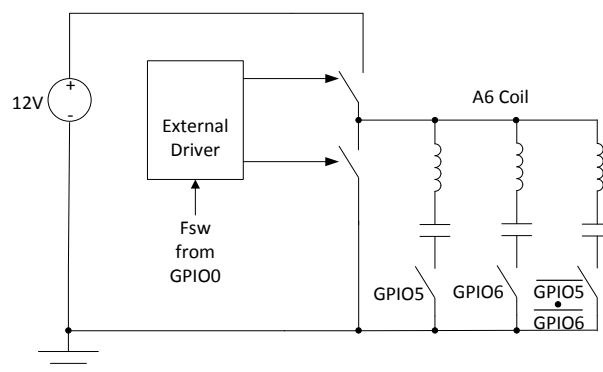 A6 Coil
12V
+
-
External
Driver
Fsw
from
GPIO0
GPIO5
GPIO6
GPIO5
GPIO6